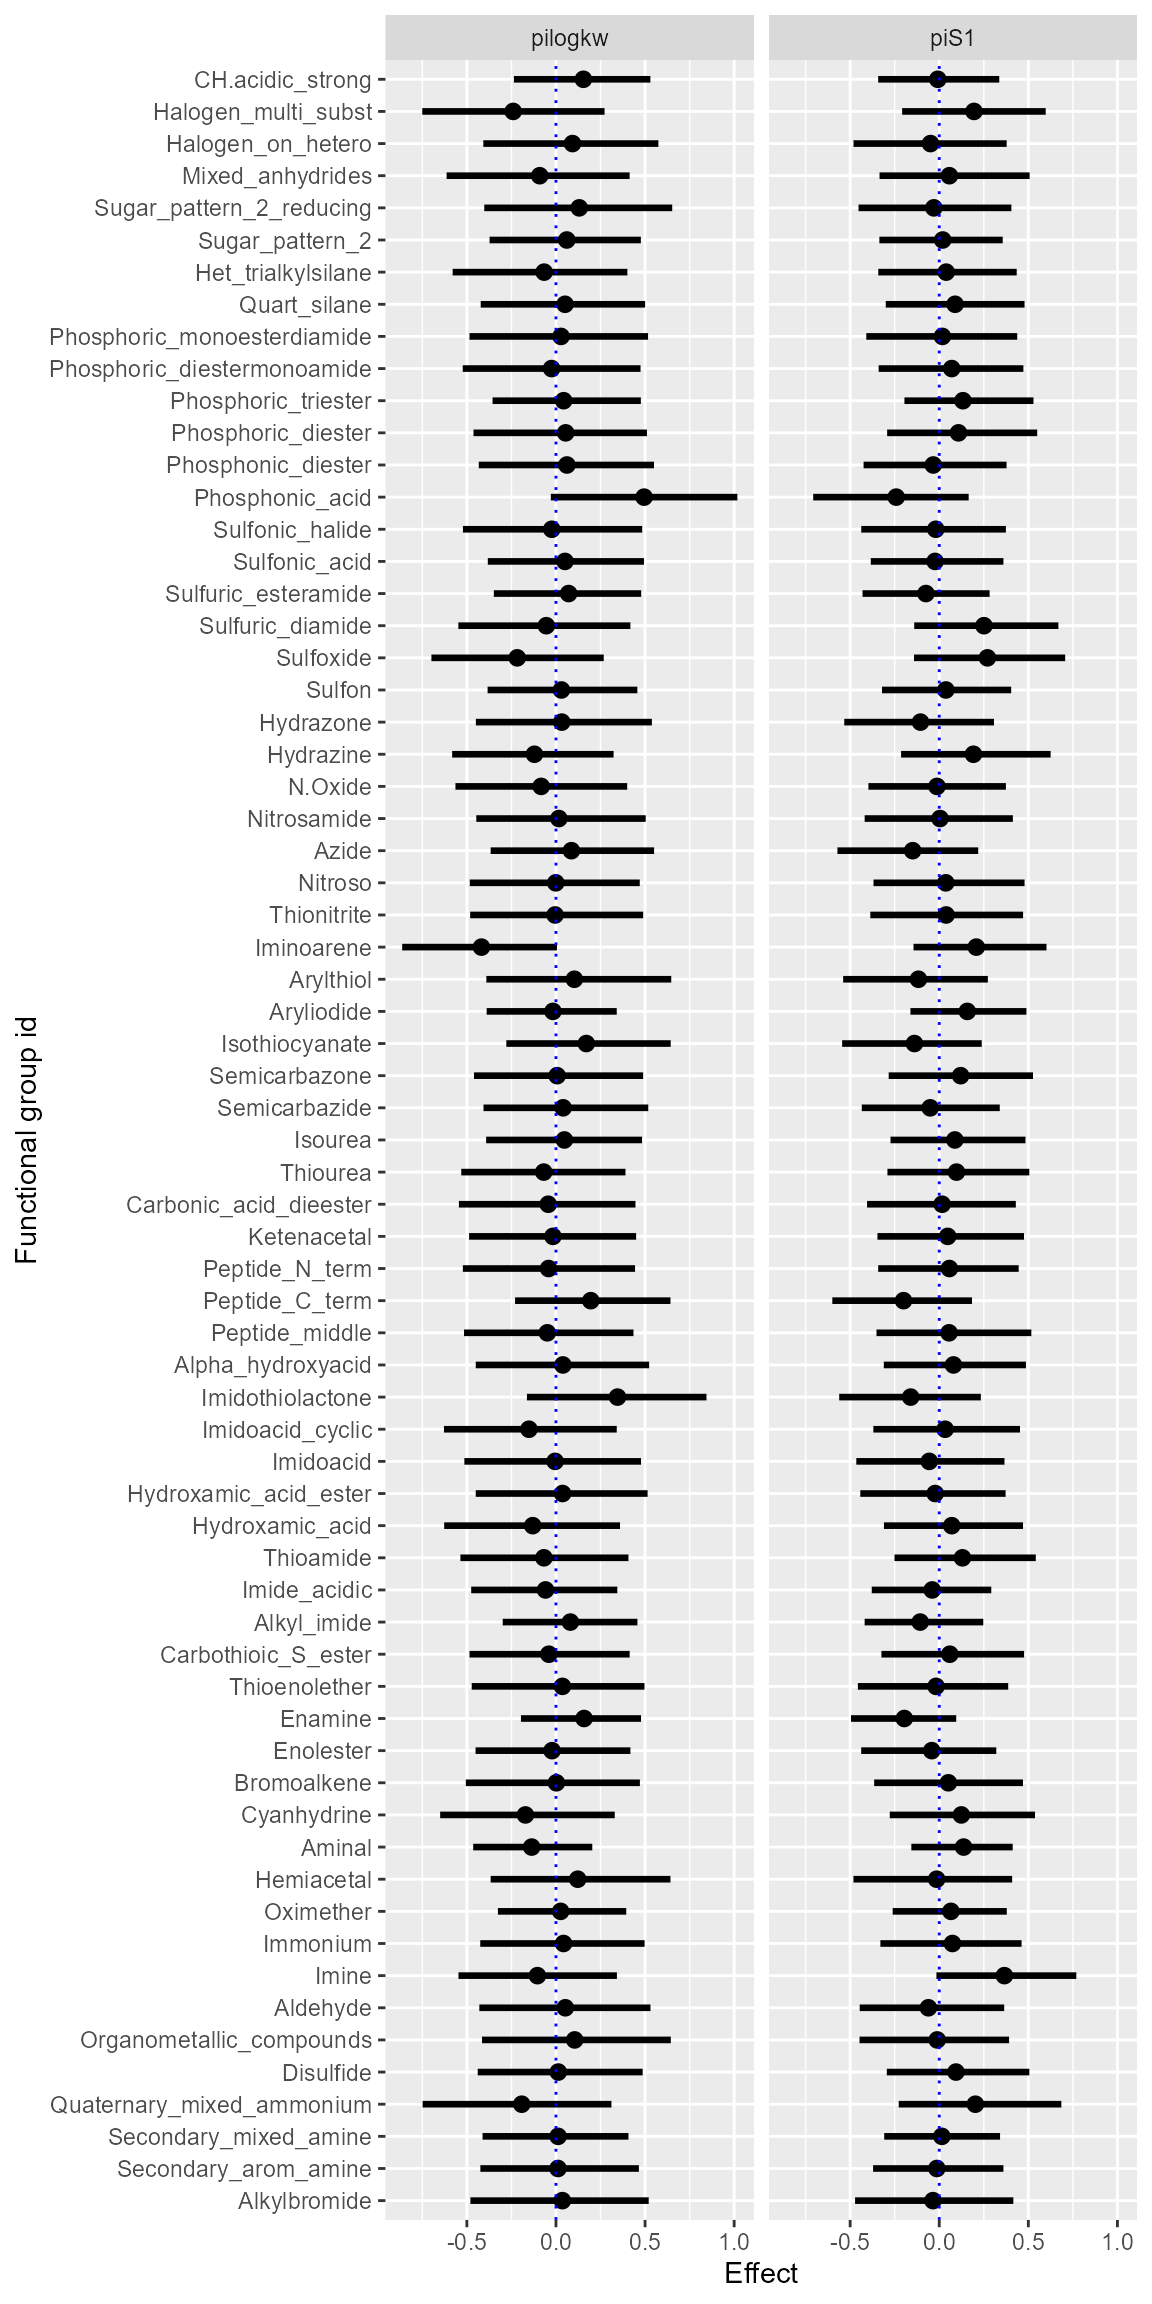 pilogkw piS1
CH.acidic_strong
Halogen_multi_subst
Halogen_on_hetero
Mixed_anhydrides
Sugar_pattern_2_reducing
Sugar_pattern_2
Het_trialkylsilane
Quart_silane
Phosphoric_monoesterdiamide
Phosphoric_diestermonoamide
Phosphoric_triester
Phosphoric_diester
Phosphonic_diester
Phosphonic_acid
Sulfonic_halide
Sulfonic_acid
Sulfuric_esteramide
Sulfuric_diamide
Sulfoxide
Sulfon
Hydrazone
Hydrazine
N.Oxide
Nitrosamide
Azide
Nitroso
Thionitrite
Iminoarene
Arylthiol
Aryliodide
Isothiocyanate
Semicarbazone
Semicarbazide
Isourea
Thiourea
Carbonic_acid_dieester
Ketenacetal
Peptide_N_term
Peptide_C_term
Peptide_middle
Alpha_hydroxyacid
Imidothiolactone
Imidoacid_cyclic
Imidoacid
Hydroxamic_acid_ester
Hydroxamic_acid
Thioamide
Imide_acidic
Alkyl_imide
Carbothioic_S_ester
Thioenolether
Enamine
Enolester
Bromoalkene
Cyanhydrine
Aminal
Hemiacetal
Oximether
Immonium
Imine
Aldehyde
Organometallic_compounds
Disulfide
Quaternary_mixed_ammonium
Secondary_mixed_amine
Secondary_arom_amine
Alkylbromide
Functional group id
-0.5 0.0 0.5 1.0 -0.5 0.0 0.5 1.0
Effect